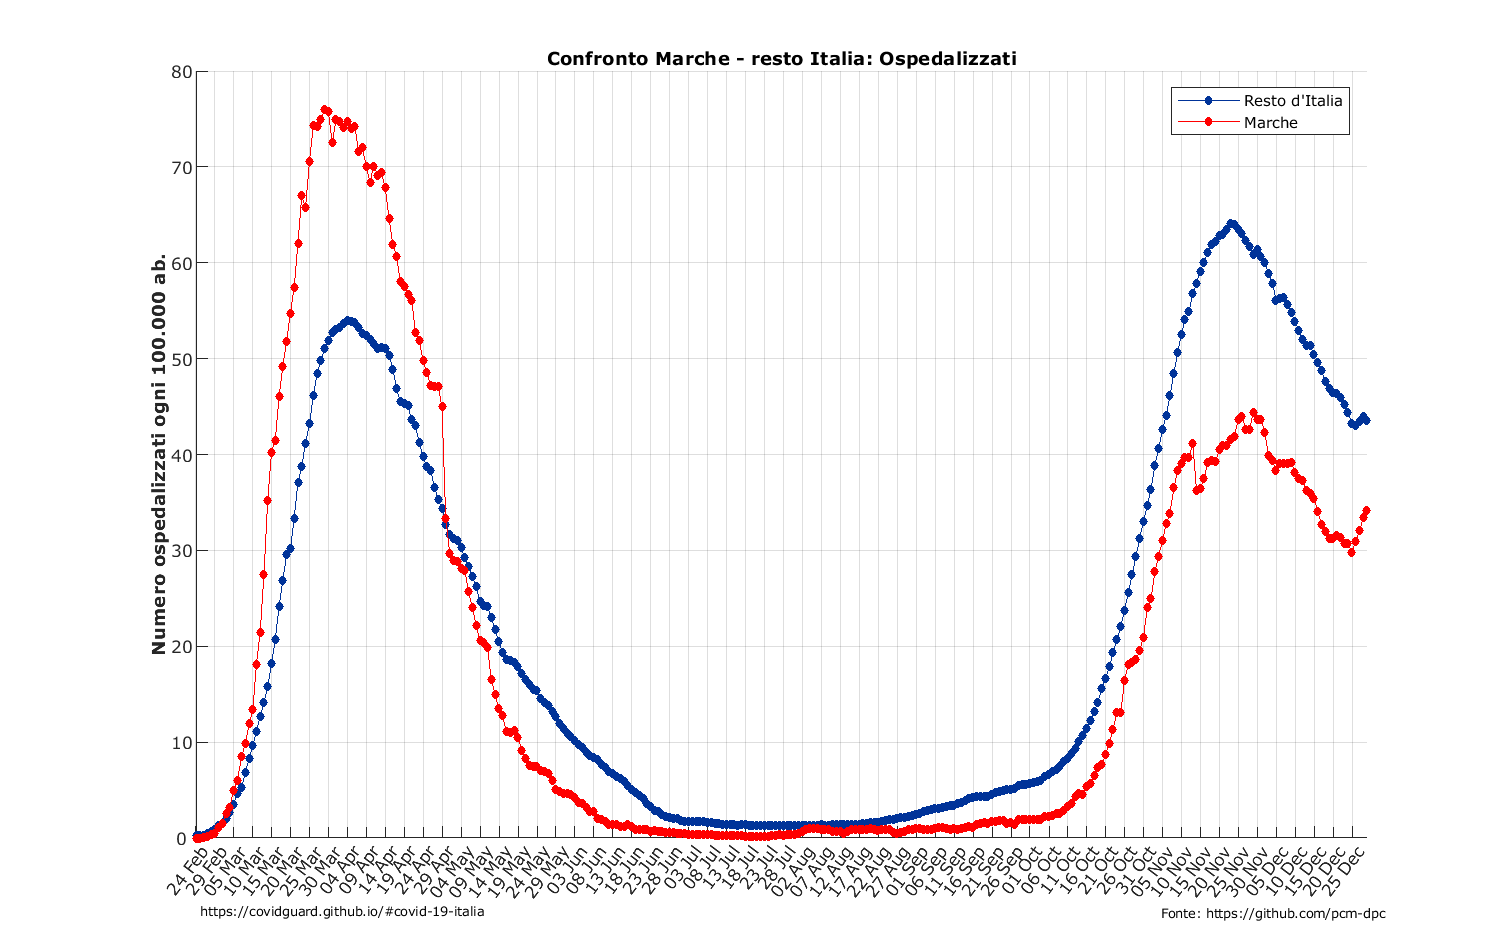 Confronto Marche - resto Italia: Ospedalizzati
80
70
60
50
40
30
20
10
0
Numero ospedalizzati ogni 100.000 ab.
Resto d'Italia
Marche
24 Feb
29 Feb
05 Mar
10 Mar
15 Mar
20 Mar
25 Mar
30 Mar
04 Apr
09 Apr
14 Apr
19 Apr
24 Apr
29 Apr
04 May
09 May
14 May
19 May
24 May
29 May
03 Jun
08 Jun
13 Jun
18 Jun
23 Jun
28 Jun
03 Jul
08 Jul
13 Jul
18 Jul
23 Jul
28 Jul
02 Aug
07 Aug
12 Aug
17 Aug
22 Aug
27 Aug
01 Sep
06 Sep
11 Sep
16 Sep
21 Sep
26 Sep
01 Oct
06 Oct
11 Oct
16 Oct
21 Oct
26 Oct
31 Oct
05 Nov
10 Nov
15 Nov
20 Nov
25 Nov
30 Nov
05 Dec
10 Dec
15 Dec
20 Dec
25 Dec
https://covidguard.github.io/#covid-19-italia
Fonte: https://github.com/pcm-dpc